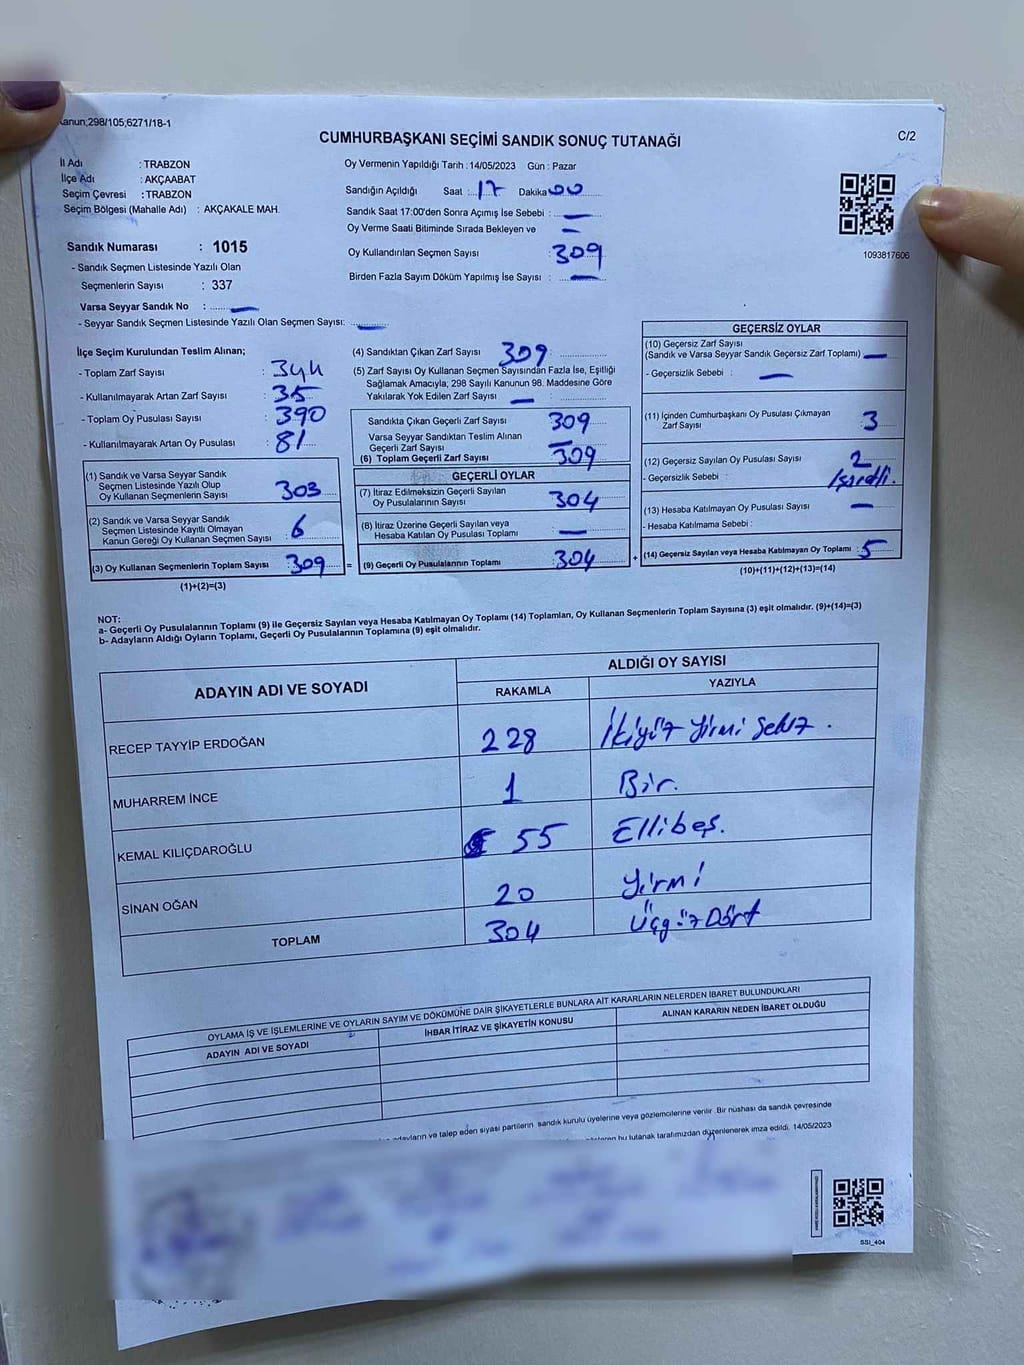 Kanun;298/105;6271/18-1
CUMHURBAŞKANI SEÇİMİ SANDIK SONUÇ TUTANAĞI
C/2
İl Adı : TRABZON
İlçe Adı : AKÇAABAT
Seçim Çevresi : TRABZON
Seçim Bölgesi (Mahalle Adı) : AKÇAKALE MAH.
Oy Vermenin Yapıldığı Tarih : 14/05/2023 Gün : Pazar
Sandığın Açıldığı Saat : 17 Dakika 00
Sandık Saat 17:00'den Sonra Açımış İse Sebebi : —
Oy Verme Saati Bitiminde Sırada Bekleyen ve —
Oy Kullandırılan Seçmen Sayısı : 309
Birden Fazla Sayım Döküm Yapılmış İse Sayısı : —
1093817606
Sandık Numarası : 1015
- Sandık Seçmen Listesinde Yazılı Olan
Seçmenlerin Sayısı : 337
Varsa Seyyar Sandık No : —
- Seyyar Sandık Seçmen Listesinde Yazılı Olan Seçmen Sayısı: —
İlçe Seçim Kurulundan Teslim Alınan;
- Toplam Zarf Sayısı : 344
- Kullanılmayarak Artan Zarf Sayısı : 35
- Toplam Oy Pusulası Sayısı : 390
- Kullanılmayarak Artan Oy Pusulası : 81
(1) Sandık ve Varsa Seyyar Sandık
Seçmen Listesinde Yazılı Olup
Oy Kullanan Seçmenlerin Sayısı : 303
(2) Sandık ve Varsa Seyyar Sandık
Seçmen Listesinde Kayıtlı Olmayan
Kanun Gereği Oy Kullanan Seçmen Sayısı : 6
(3) Oy Kullanan Seçmenlerin Toplam Sayısı : 309
(1)+(2)=(3)
(4) Sandıktan Çıkan Zarf Sayısı : 309
(5) Zarf Sayısı Oy Kullanan Seçmen Sayısından Fazla İse, Eşitliği
Sağlamak Amacıyla; 298 Sayılı Kanunun 98. Maddesine Göre
Yakılarak Yok Edilen Zarf Sayısı : —
Sandıkta Çıkan Geçerli Zarf Sayısı : 309
Varsa Seyyar Sandıktan Teslim Alınan
Geçerli Zarf Sayısı : —
(6) Toplam Geçerli Zarf Sayısı : 309
GEÇERLİ OYLAR
(7) İtiraz Edilmeksizin Geçerli Sayılan
Oy Pusulalarının Sayısı : 304
(8) İtiraz Üzerine Geçerli Sayılan veya
Hesaba Katılan Oy Pusulası Toplamı : —
= (9) Geçerli Oy Pusulalarının Toplamı : 304
GEÇERSİZ OYLAR
(10) Geçersiz Zarf Sayısı
(Sandık ve Varsa Seyyar Sandık Geçersiz Zarf Toplamı) —
- Geçersizlik Sebebi : —
(11) İçinden Cumhurbaşkanı Oy Pusulası Çıkmayan
Zarf Sayısı : 3
(12) Geçersiz Sayılan Oy Pusulası Sayısı : 2
- Geçersizlik Sebebi : İşaretli.
(13) Hesaba Katılmayan Oy Pusulası Sayısı : —
- Hesaba Katılmama Sebebi :
+ (14) Geçersiz Sayılan veya Hesaba Katılmayan Oy Toplamı : 5
(10)+(11)+(12)+(13)=(14)
NOT:
a- Geçerli Oy Pusulalarının Toplamı (9) ile Geçersiz Sayılan veya Hesaba Katılmayan Oy Toplamı (14) Toplamları, Oy Kullanan Seçmenlerin Toplam Sayısına (3) eşit olmalıdır. (9)+(14)=(3)
b- Adayların Aldığı Oyların Toplamı, Geçerli Oy Pusulalarının Toplamına (9) eşit olmalıdır.
ADAYIN ADI VE SOYADI
ALDIĞI OY SAYISI
RAKAMLA YAZIYLA
RECEP TAYYİP ERDOĞAN 228 İkiyüz Yirmi Sekiz.
MUHARREM İNCE 1 Bir.
KEMAL KILIÇDAROĞLU 55 Ellibeş.
SİNAN OĞAN 20 Yirmi
TOPLAM 304 ÜçyüzDört
OYLAMA İŞ VE İŞLEMLERİNE VE OYLARIN SAYIM VE DÖKÜMÜNE DAİR ŞİKAYETLERLE BUNLARA AİT KARARLARIN NELERDEN İBARET BULUNDUKLARI
ADAYIN ADI VE SOYADI İHBAR İTİRAZ VE ŞİKAYETİN KONUSU ALINAN KARARIN NEDEN İBARET OLDUĞU
adayların ve talep eden siyasi partilerin sandık kurulu üyelerine veya gözlemcilerine verilir. Bir nüshası da sandık çevresinde
bu tutanak tarafımızdan düzenlenerek imza edildi. 14/05/2023
SSI_404